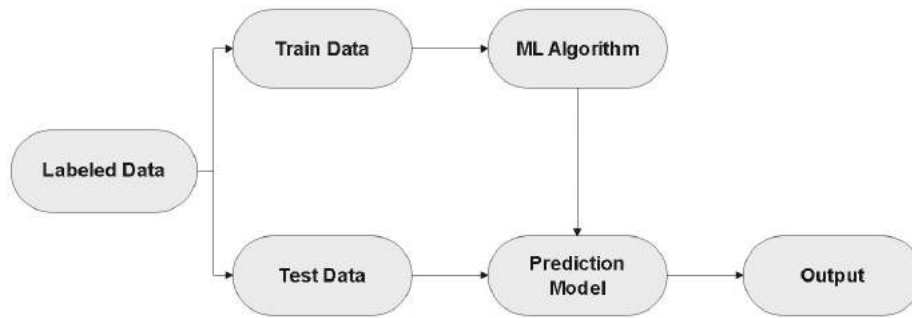 Train Data
ML Algorithm
Labeled Data
Test Data
Prediction
Model
Output